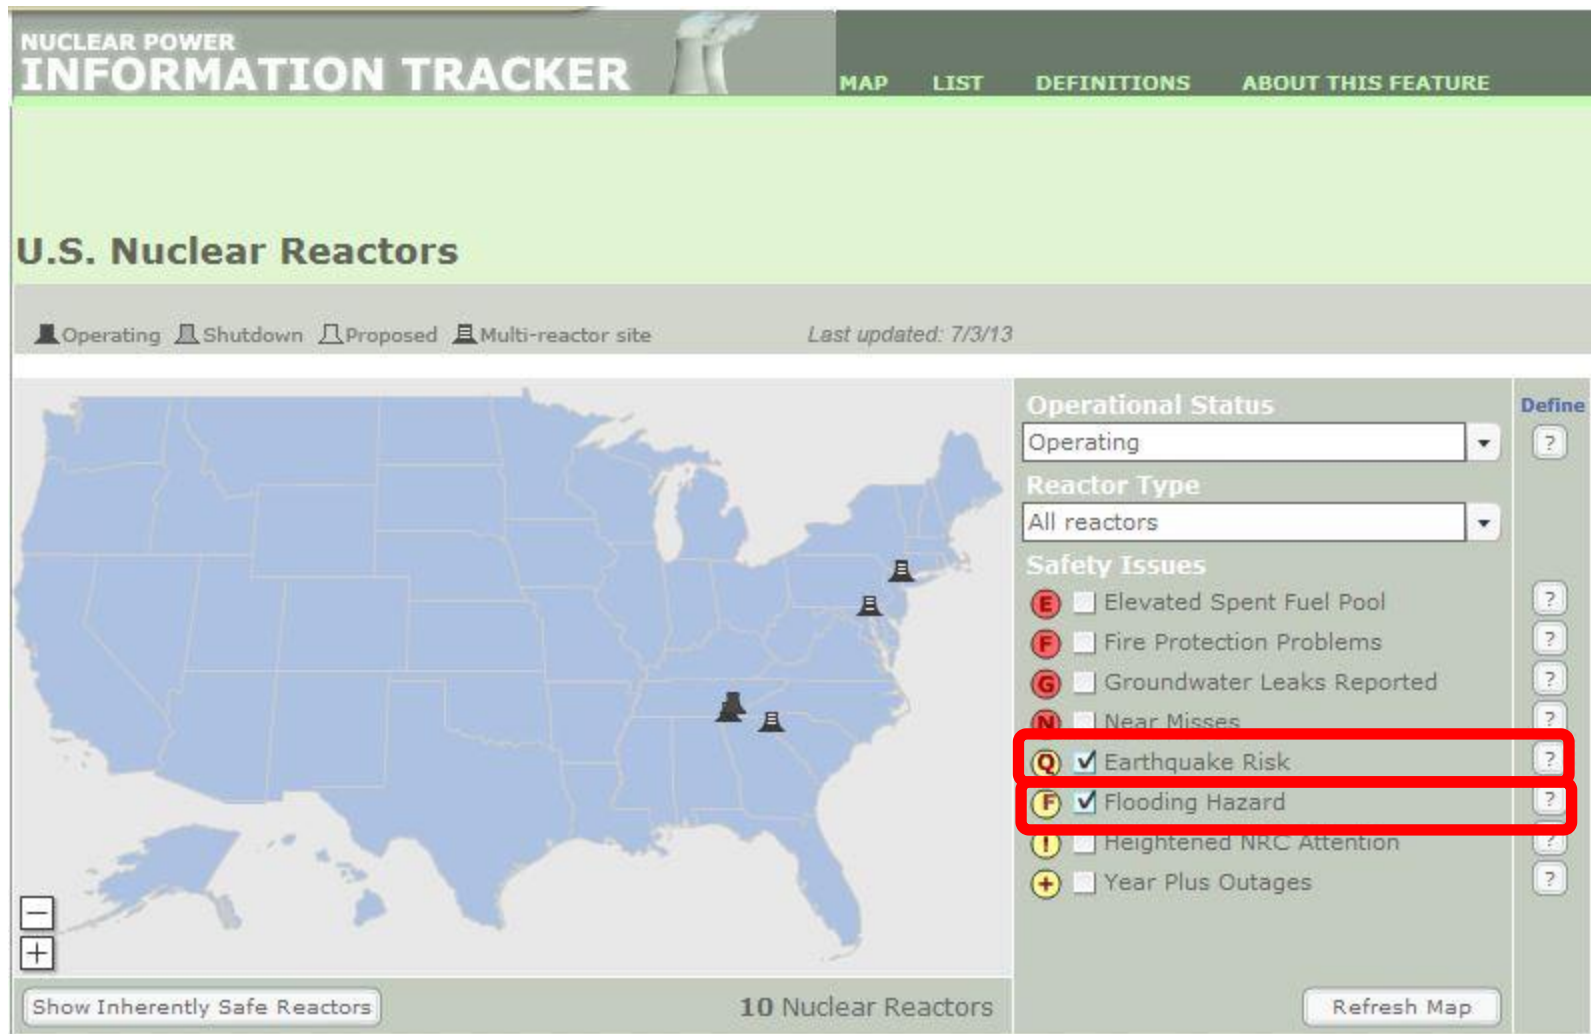 NUCLEAR POWER
INFORMATION TRACKER
MAP LIST DEFINITIONS ABOUT THIS FEATURE
U.S. Nuclear Reactors
Operating Shutdown Proposed Multi-reactor site Last updated: 7/3/13
Operational Status Define
Operating ?
Reactor Type
All reactors
Safety Issues
E Elevated Spent Fuel Pool ?
F Fire Protection Problems ?
G Groundwater Leaks Reported ?
N Near Misses ?
Q Earthquake Risk ?
F Flooding Hazard ?
! Heightened NRC Attention ?
+ Year Plus Outages ?
−
+
Show Inherently Safe Reactors 10 Nuclear Reactors Refresh Map